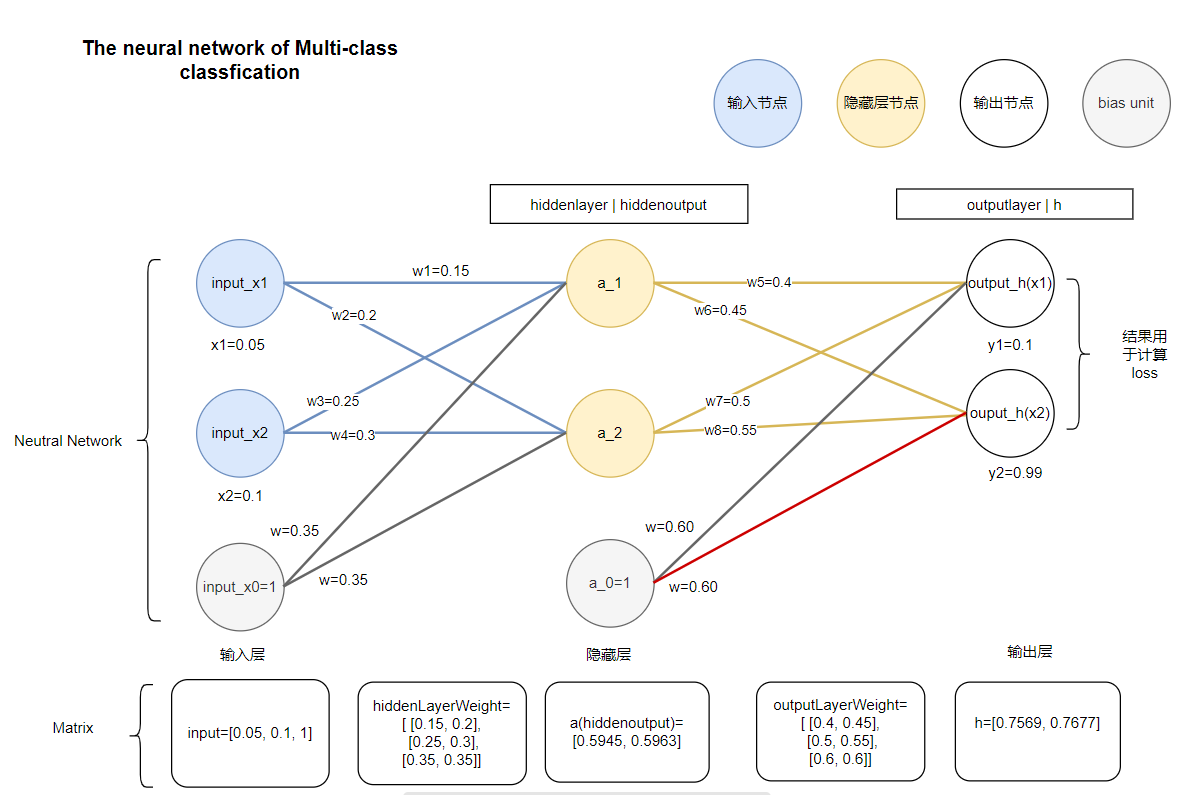 The neural network of Multi-class
classfication
输入节点
隐藏层节点
输出节点
bias unit
hiddenlayer | hiddenoutput
outputlayer | h
input_x1
w1=0.15
a_1
w5=0.4
output_h(x1)
w2=0.2
w6=0.45
x1=0.05
y1=0.1
结果用
于计算
loss
w3=0.25
w7=0.5
ouput_h(x2)
Neutral Network
input_x2
w4=0.3
a_2
w8=0.55
y2=0.99
x2=0.1
w=0.35
w=0.60
input_x0=1
w=0.35
a_0=1
w=0.60
输入层
隐藏层
输出层
Matrix
input=[0.05, 0.1, 1]
hiddenLayerWeight=
[ [0.15, 0.2],
[0.25, 0.3],
[0.35, 0.35]]
a(hiddenoutput)=
[0.5945, 0.5963]
outputLayerWeight=
[ [0.4, 0.45],
[0.5, 0.55],
[0.6, 0.6]]
h=[0.7569, 0.7677]